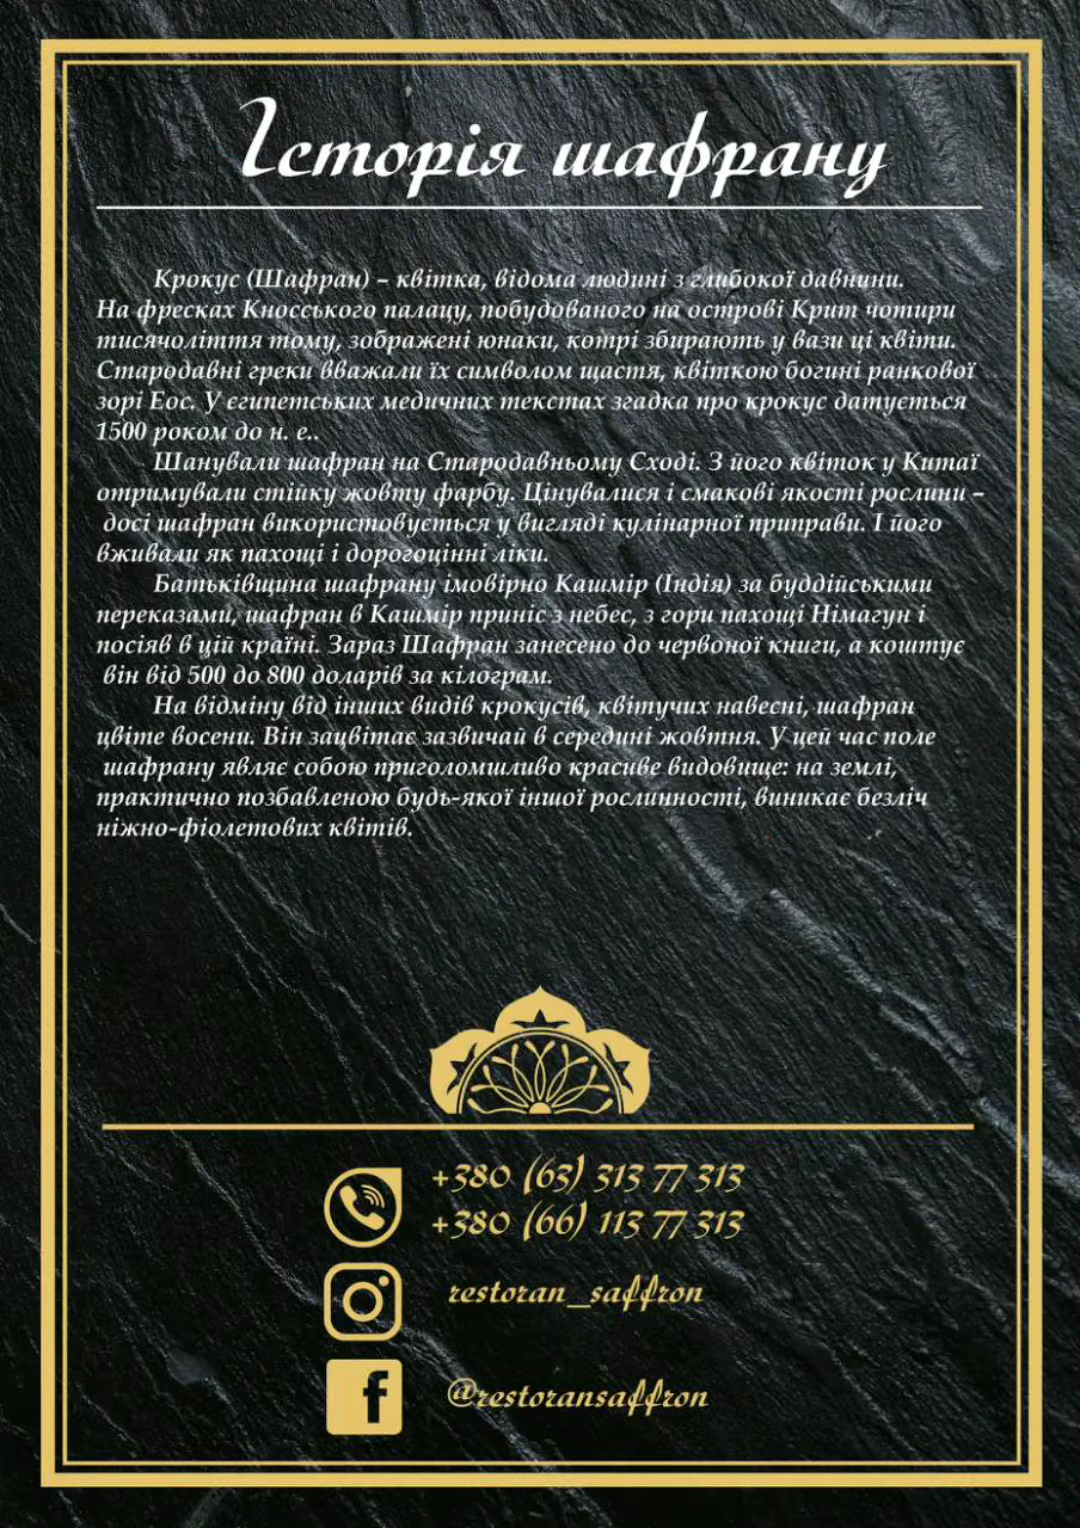 Історія шафрану
Крокус (Шафран) – квітка, відома людині з глибокої давнини.
На фресках Кносського палацу, побудованого на острові Крит чотири
тисячоліття тому, зображені юнаки, котрі збирають у вази ці квіти.
Стародавні греки вважали їх символом щастя, квіткою богині ранкової
зорі Еос. У єгипетських медичних текстах згадка про крокус датується
1500 роком до н. е..
Шанували шафран на Стародавньому Сході. З його квіток у Китаї
отримували стійку жовту фарбу. Цінувалися і смакові якості рослини –
досі шафран використовується у вигляді кулінарної приправи. І його
вживали як пахощі і дорогоцінні ліки.
Батьківщина шафрану імовірно Кашмір (Індія) за буддійськими
переказами, шафран в Кашмір приніс з небес, з гори пахощі Німагун і
посіяв в цій країні. Зараз Шафран занесено до червоної книги, а коштує
він від 500 до 800 доларів за кілограм.
На відміну від інших видів крокусів, квітучих навесні, шафран
цвіте восени. Він зацвітає зазвичай в середині жовтня. У цей час поле
шафрану являє собою приголомшливо красиве видовище: на землі,
практично позбавленою будь-якої іншої рослинності, виникає безліч
ніжно-фіолетових квітів.
+380 (63) 313 77 313
+380 (66) 113 77 313
restoran_saffron
@restoransaffron